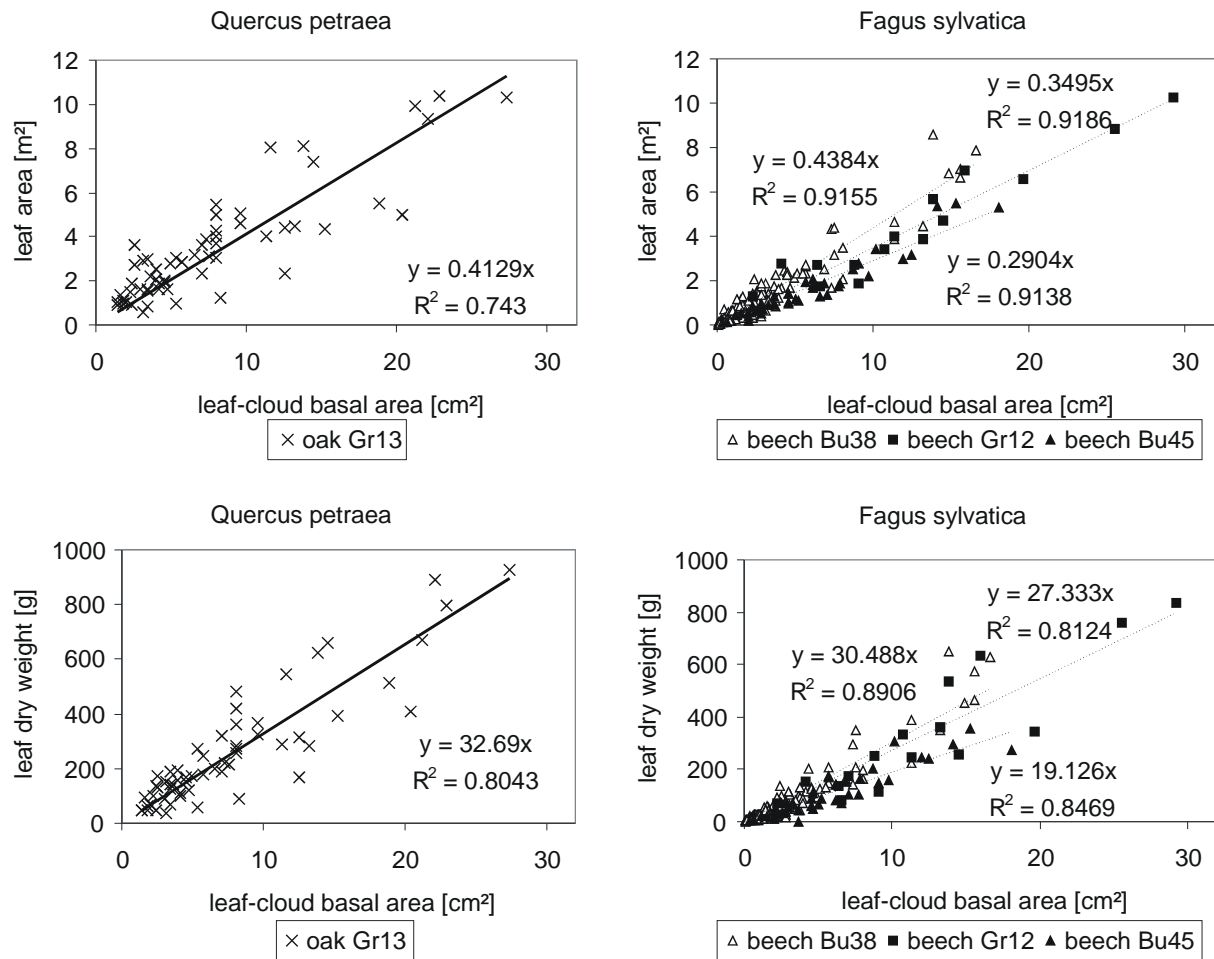 Quercus petraea
12
10
8
6
4
2
0
leaf area [m²]
y = 0.4129x
R² = 0.743
0 10 20 30
leaf-cloud basal area [cm²]
× oak Gr13
Fagus sylvatica
12
10
8
6
4
2
0
leaf area [m²]
y = 0.3495x
R² = 0.9186
y = 0.4384x
R² = 0.9155
y = 0.2904x
R² = 0.9138
0 10 20 30
leaf-cloud basal area [cm²]
△ beech Bu38 ■ beech Gr12 ▲ beech Bu45
Quercus petraea
1000
800
600
400
200
0
leaf dry weight [g]
y = 32.69x
R² = 0.8043
0 10 20 30
leaf-cloud basal area [cm²]
× oak Gr13
Fagus sylvatica
1000
800
600
400
200
0
leaf dry weight [g]
y = 27.333x
R² = 0.8124
y = 30.488x
R² = 0.8906
y = 19.126x
R² = 0.8469
0 10 20 30
leaf-cloud basal area [cm²]
△ beech Bu38 ■ beech Gr12 ▲ beech Bu45